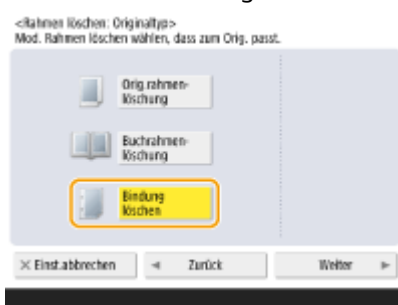 <Rahmen löschen: Originaltyp>
Mod. Rahmen löschen wählen, dass zum Orig. passt.
Orig.rahmen-
löschung
Buchrahmen-
löschung
Bindung
löschen
× Einst.abbrechen ◄ Zurück Weiter ►